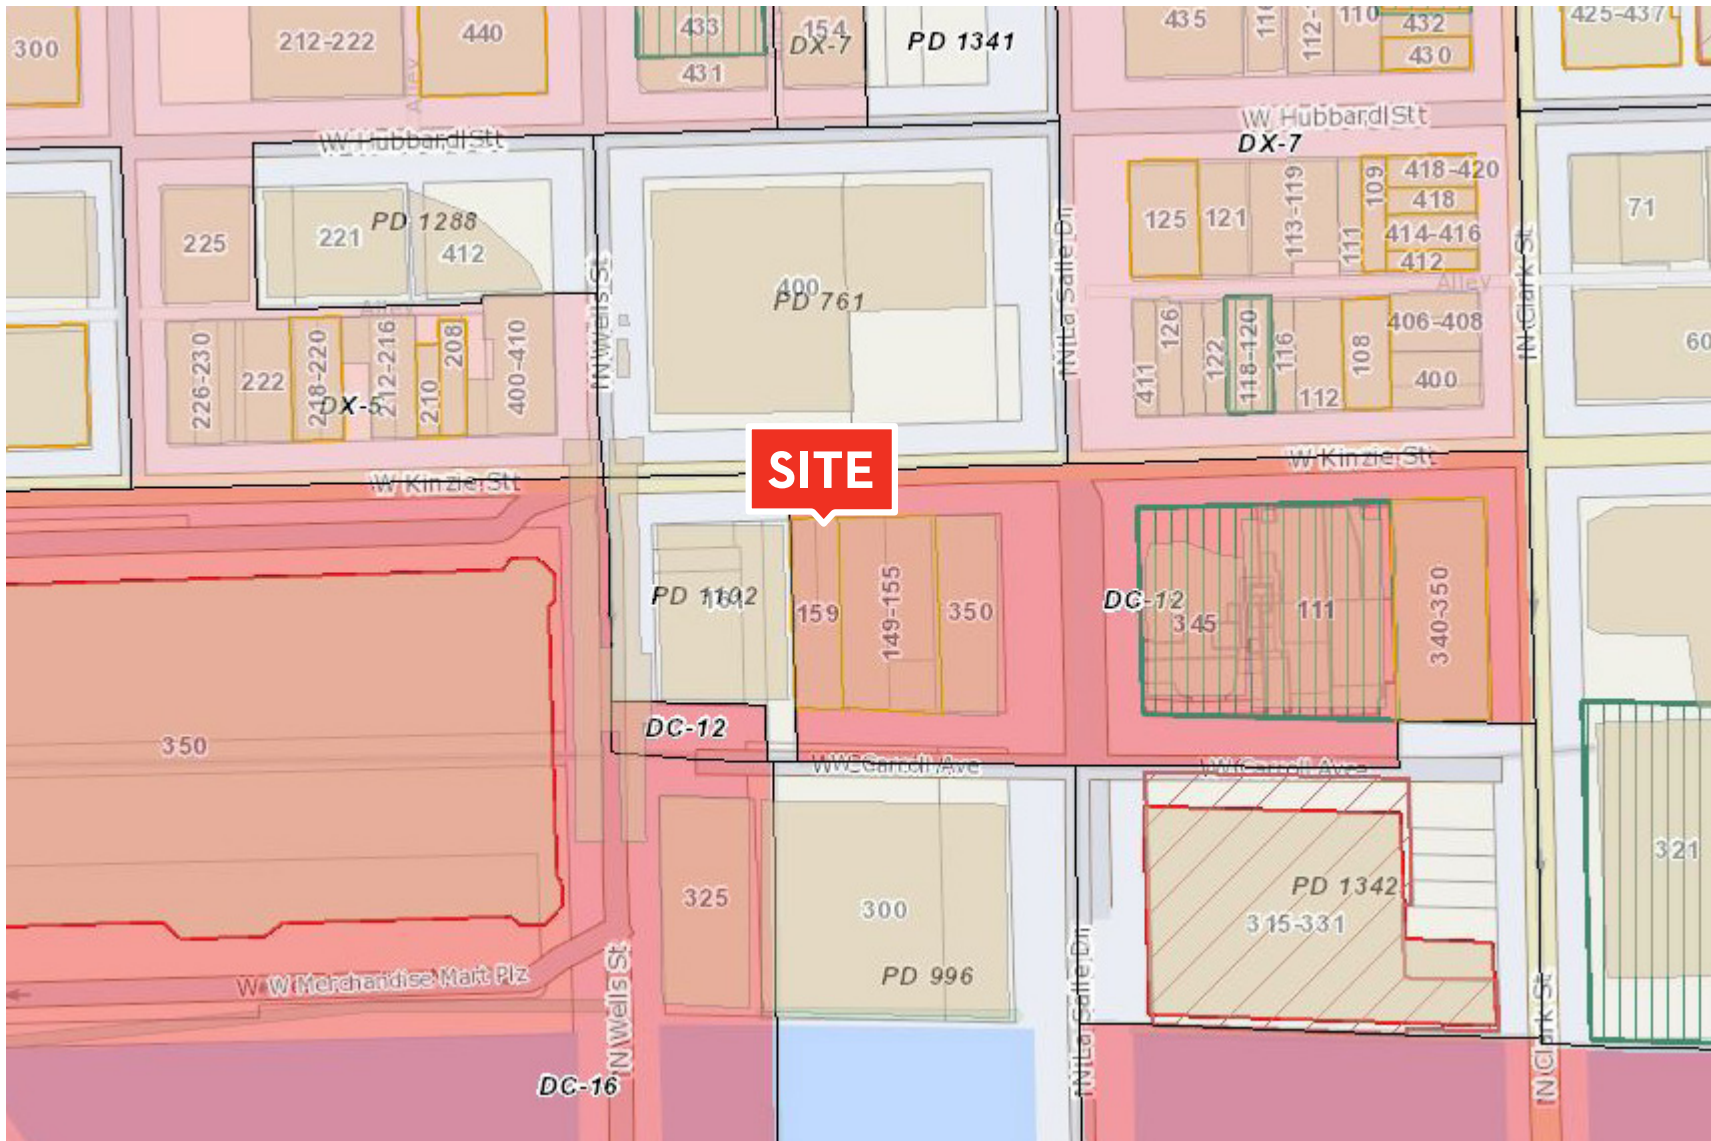 300
212-222
440
433
431
154
DX-7
PD 1341
435
110
432
430
425-437
W Hubbard St
W Hubbard St
DX-7
225
221
PD 1288
412
400
PD 761
125
121
113-119
111
109
418-420
418
414-416
412
71
Alley
Alley
Alley
226-230
222
218-220
DX-5
212-216
210
208
400-410
N Wells St
N La Salle Dr
411
126
122
118-120
116
112
108
406-408
400
N Clark St
60
W Kinzie St
SITE
W Kinzie St
PD 1102
161
159
149-155
350
DC-12
345
111
340-350
350
DC-12
W Carroll Ave
W Carroll Ave
325
300
PD 996
PD 1342
315-331
321
W W Merchandise Mart Plz
N Wells St
N La Salle Dr
N Clark St
DC-16